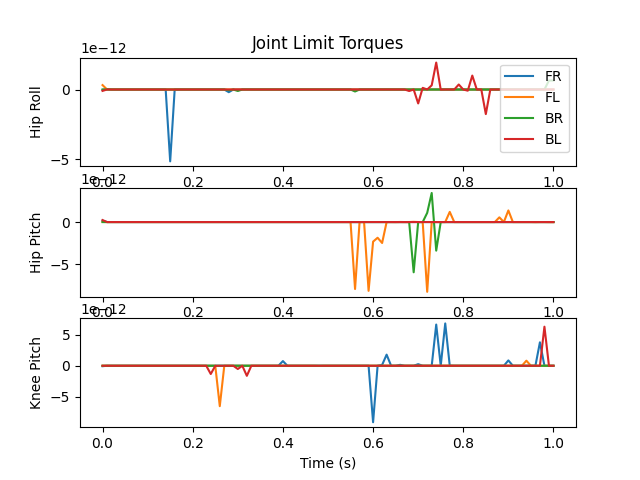 Joint Limit Torques
1e−12
Hip Roll
0
−5
FR
FL
BR
BL
0.0 0.2 0.4 0.6 0.8 1.0
1e−12
Hip Pitch
0
−5
0.0 0.2 0.4 0.6 0.8 1.0
1e−12
Knee Pitch
5
0
−5
0.0 0.2 0.4 0.6 0.8 1.0
Time (s)